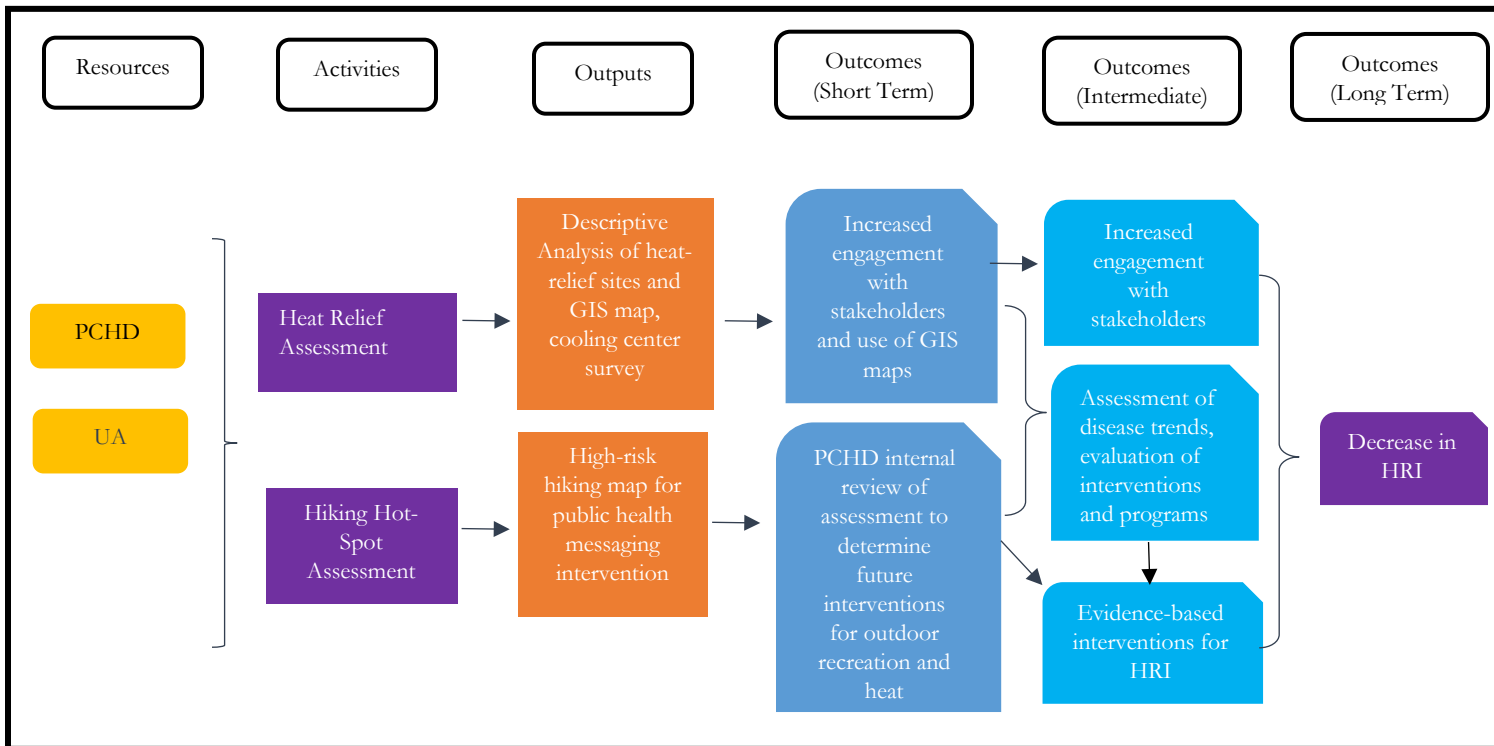 Resources
Activities
Outputs
Outcomes
(Short Term)
Outcomes
(Intermediate)
Outcomes
(Long Term)
PCHD
UA
Heat Relief
Assessment
Hiking Hot-
Spot
Assessment
Descriptive
Analysis of heat-
relief sites and
GIS map,
cooling center
survey
High-risk
hiking map for
public health
messaging
intervention
Increased
engagement
with
stakeholders
and use of GIS
maps
PCHD internal
review of
assessment to
determine
future
interventions
for outdoor
recreation and
heat
Increased
engagement
with
stakeholders
Assessment of
disease trends,
evaluation of
interventions
and programs
Evidence-based
interventions for
HRI
Decrease in
HRI